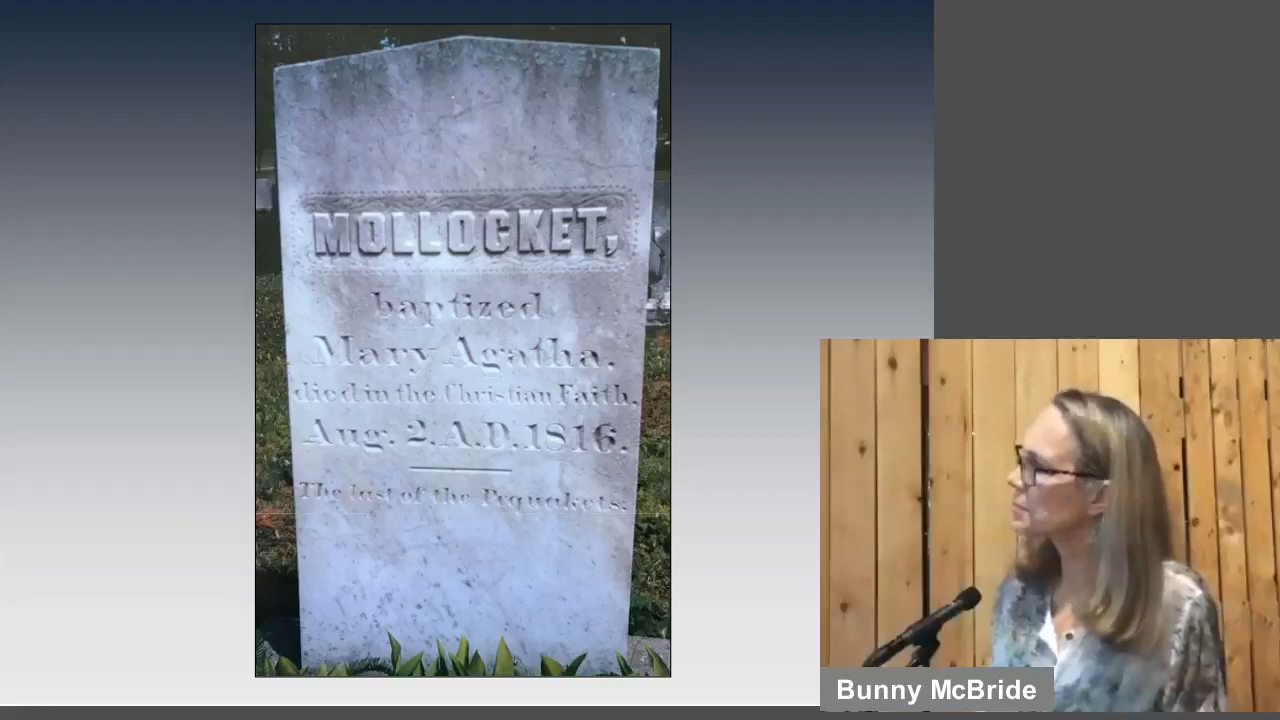 MOLLOCKET,
baptized
Mary Agatha.
died in the Christian Faith,
Aug. 2. A.D. 1816.
The last of the Pequakets.
Bunny McBride